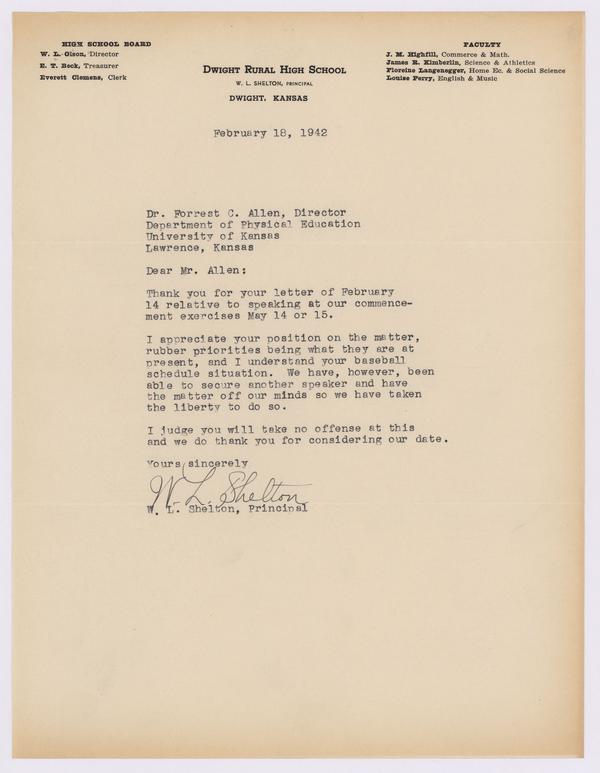 HIGH SCHOOL BOARD
W. L. Olson, Director
E. T. Beck, Treasurer
Everett Clemens, Clerk
DWIGHT RURAL HIGH SCHOOL
W. L. SHELTON, PRINCIPAL
DWIGHT, KANSAS
FACULTY
J. M. Highfill, Commerce & Math.
James R. Kimberlin, Science & Athletics
Floreine Langenegger, Home Ec. & Social Science
Louise Perry, English & Music
February 18, 1942
Dr. Forrest C. Allen, Director
Department of Physical Education
University of Kansas
Lawrence, Kansas
Dear Mr. Allen:
Thank you for your letter of February
14 relative to speaking at our commence-
ment exercises May 14 or 15.
I appreciate your position on the matter,
rubber priorities being what they are at
present, and I understand your baseball
schedule situation. We have, however, been
able to secure another speaker and have
the matter off our minds so we have taken
the liberty to do so.
I judge you will take no offense at this
and we do thank you for considering our date.
Yours sincerely
W. L. Shelton
W. L. Shelton, Principal